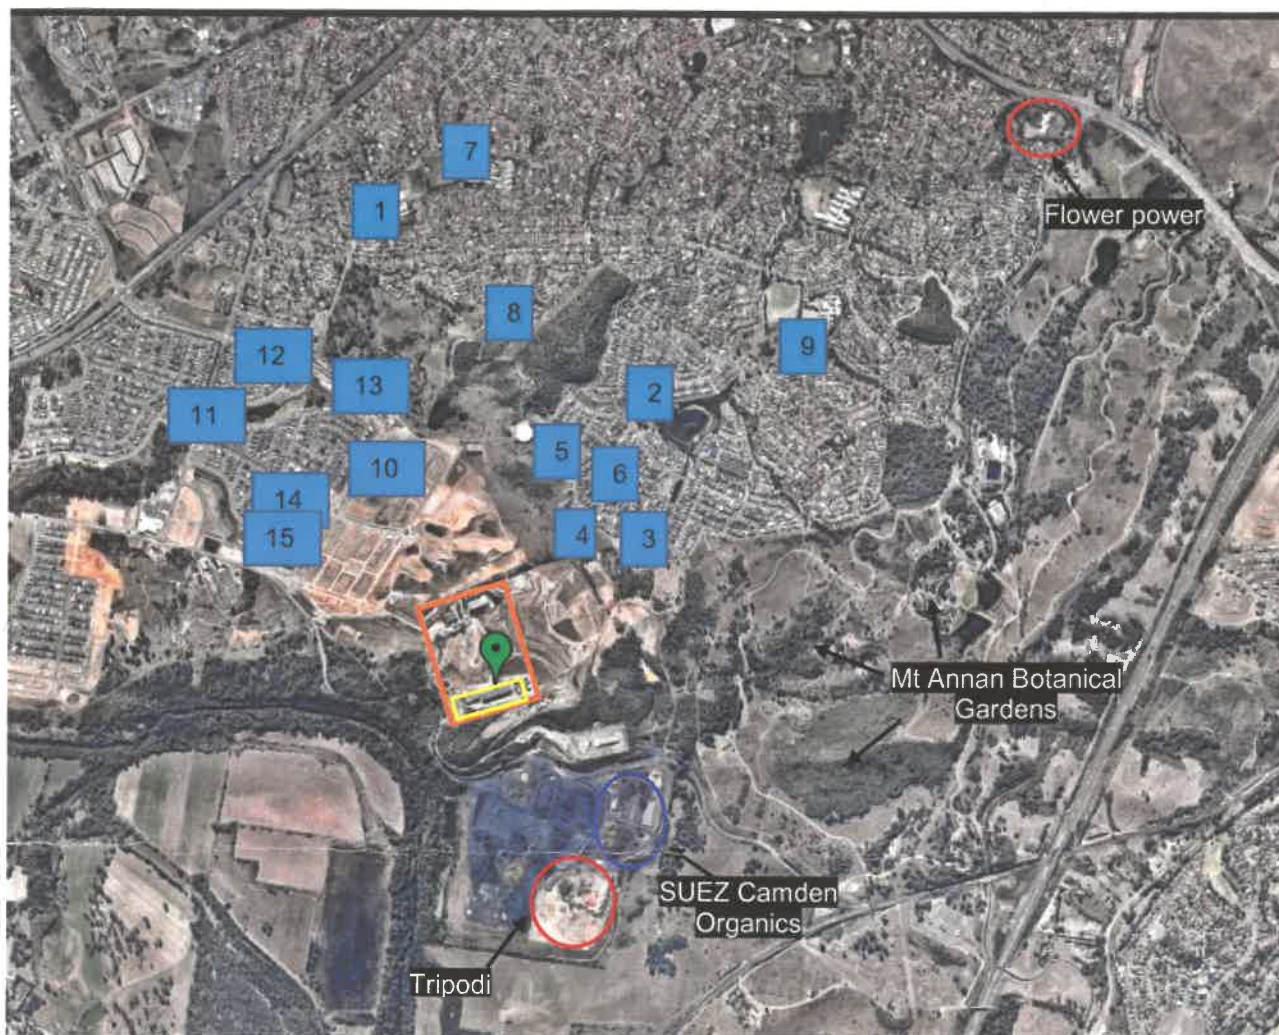 7
1
Flower power
8
12
9
13
2
11
5
10
6
14
4
3
15
Mt Annan Botanical
Gardens
SUEZ Camden
Organics
Tripodi